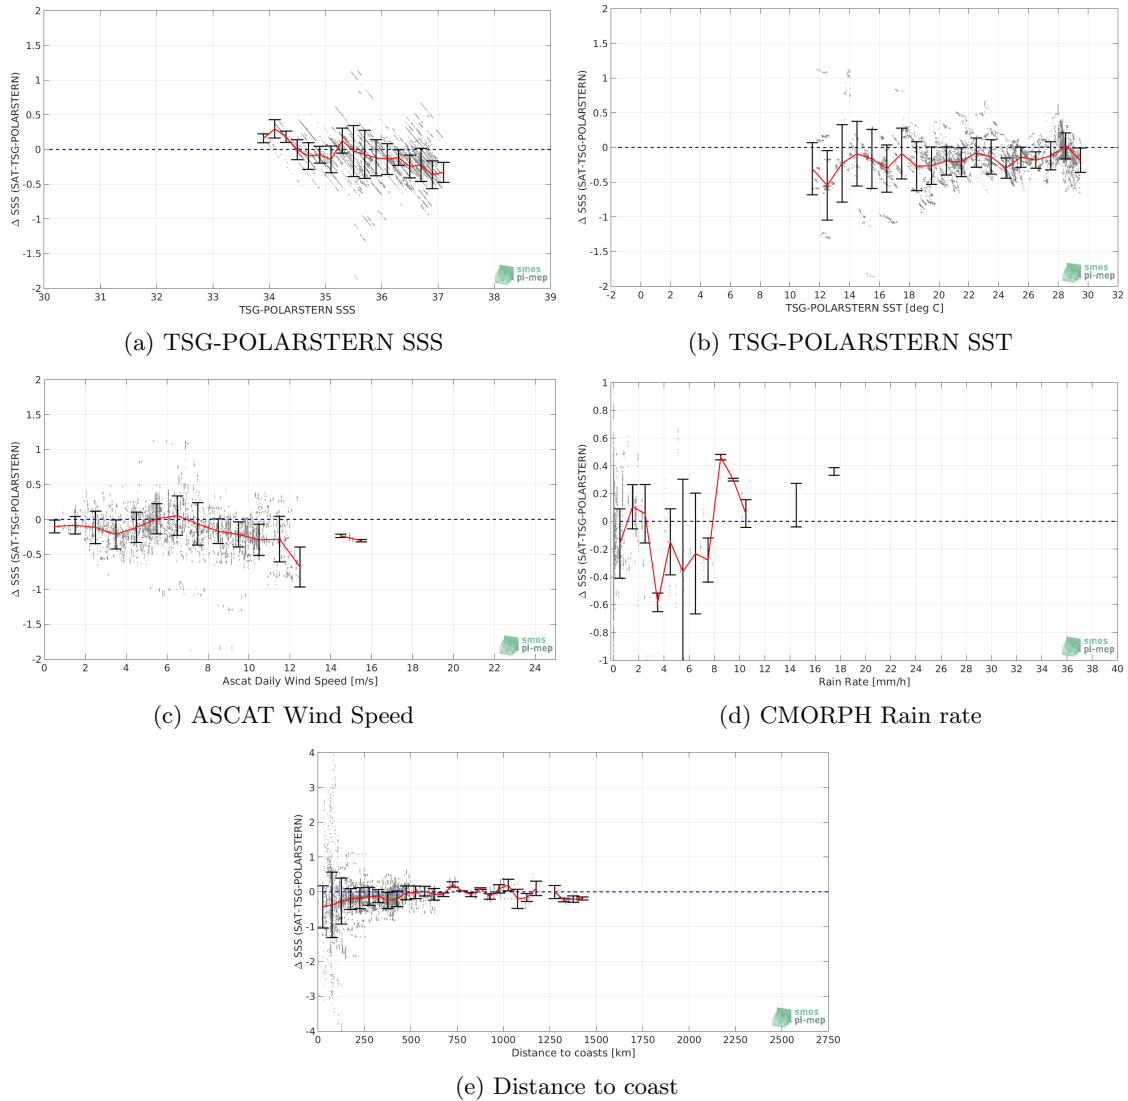 2
1.5
1
0.5
0
-0.5
-1
-1.5
-2
Δ SSS (SAT-TSG-POLARSTERN)
30 31 32 33 34 35 36 37 38 39
TSG-POLARSTERN SSS
smos
pi-mep
(a) TSG-POLARSTERN SSS
2
1.5
1
0.5
0
-0.5
-1
-1.5
-2
Δ SSS (SAT-TSG-POLARSTERN)
-2 0 2 4 6 8 10 12 14 16 18 20 22 24 26 28 30 32
TSG-POLARSTERN SST [deg C]
smos
pi-mep
(b) TSG-POLARSTERN SST
2
1.5
1
0.5
0
-0.5
-1
-1.5
-2
Δ SSS (SAT-TSG-POLARSTERN)
0 2 4 6 8 10 12 14 16 18 20 22 24
Ascat Daily Wind Speed [m/s]
smos
pi-mep
(c) ASCAT Wind Speed
1
0.8
0.6
0.4
0.2
0
-0.2
-0.4
-0.6
-0.8
-1
Δ SSS (SAT-TSG-POLARSTERN)
0 2 4 6 8 10 12 14 16 18 20 22 24 26 28 30 32 34 36 38 40
Rain Rate [mm/h]
smos
pi-mep
(d) CMORPH Rain rate
4
3
2
1
0
-1
-2
-3
-4
Δ SSS (SAT-TSG-POLARSTERN)
0 250 500 750 1000 1250 1500 1750 2000 2250 2500 2750
Distance to coasts [km]
smos
pi-mep
(e) Distance to coast